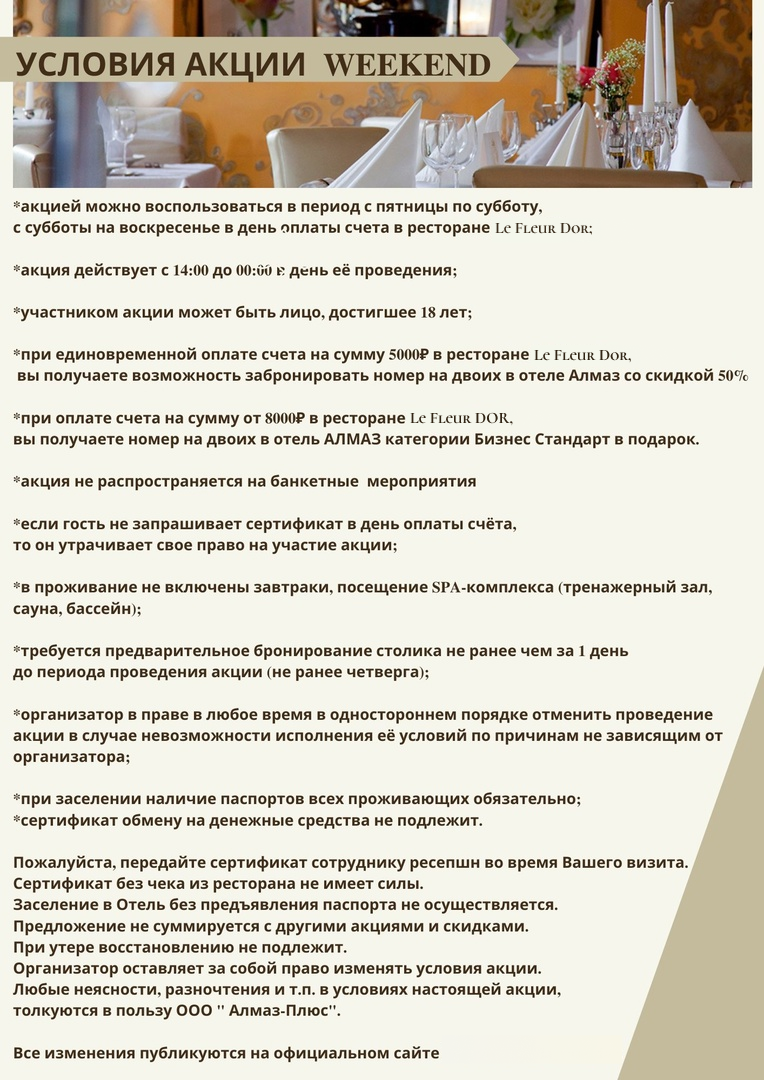 УСЛОВИЯ АКЦИИ WEEKEND
*акцией можно воспользоваться в период с пятницы по субботу,
с субботы на воскресенье в день оплаты счета в ресторане Le Fleur Dor;
*акция действует с 14:00 до 00:00 в день её проведения;
*участником акции может быть лицо, достигшее 18 лет;
*при единовременной оплате счета на сумму 5000₽ в ресторане Le Fleur Dor,
вы получаете возможность забронировать номер на двоих в отеле Алмаз со скидкой 50%
*при оплате счета на сумму от 8000₽ в ресторане Le Fleur DOR,
вы получаете номер на двоих в отель АЛМАЗ категории Бизнес Стандарт в подарок.
*акция не распространяется на банкетные мероприятия
*если гость не запрашивает сертификат в день оплаты счёта,
то он утрачивает свое право на участие акции;
*в проживание не включены завтраки, посещение SPA-комплекса (тренажерный зал,
сауна, бассейн);
*требуется предварительное бронирование столика не ранее чем за 1 день
до периода проведения акции (не ранее четверга);
*организатор в праве в любое время в одностороннем порядке отменить проведение
акции в случае невозможности исполнения её условий по причинам не зависящим от
организатора;
*при заселении наличие паспортов всех проживающих обязательно;
*сертификат обмену на денежные средства не подлежит.
Пожалуйста, передайте сертификат сотруднику ресепшн во время Вашего визита.
Сертификат без чека из ресторана не имеет силы.
Заселение в Отель без предъявления паспорта не осуществляется.
Предложение не суммируется с другими акциями и скидками.
При утере восстановлению не подлежит.
Организатор оставляет за собой право изменять условия акции.
Любые неясности, разночтения и т.п. в условиях настоящей акции,
толкуются в пользу ООО " Алмаз-Плюс".
Все изменения публикуются на официальном сайте